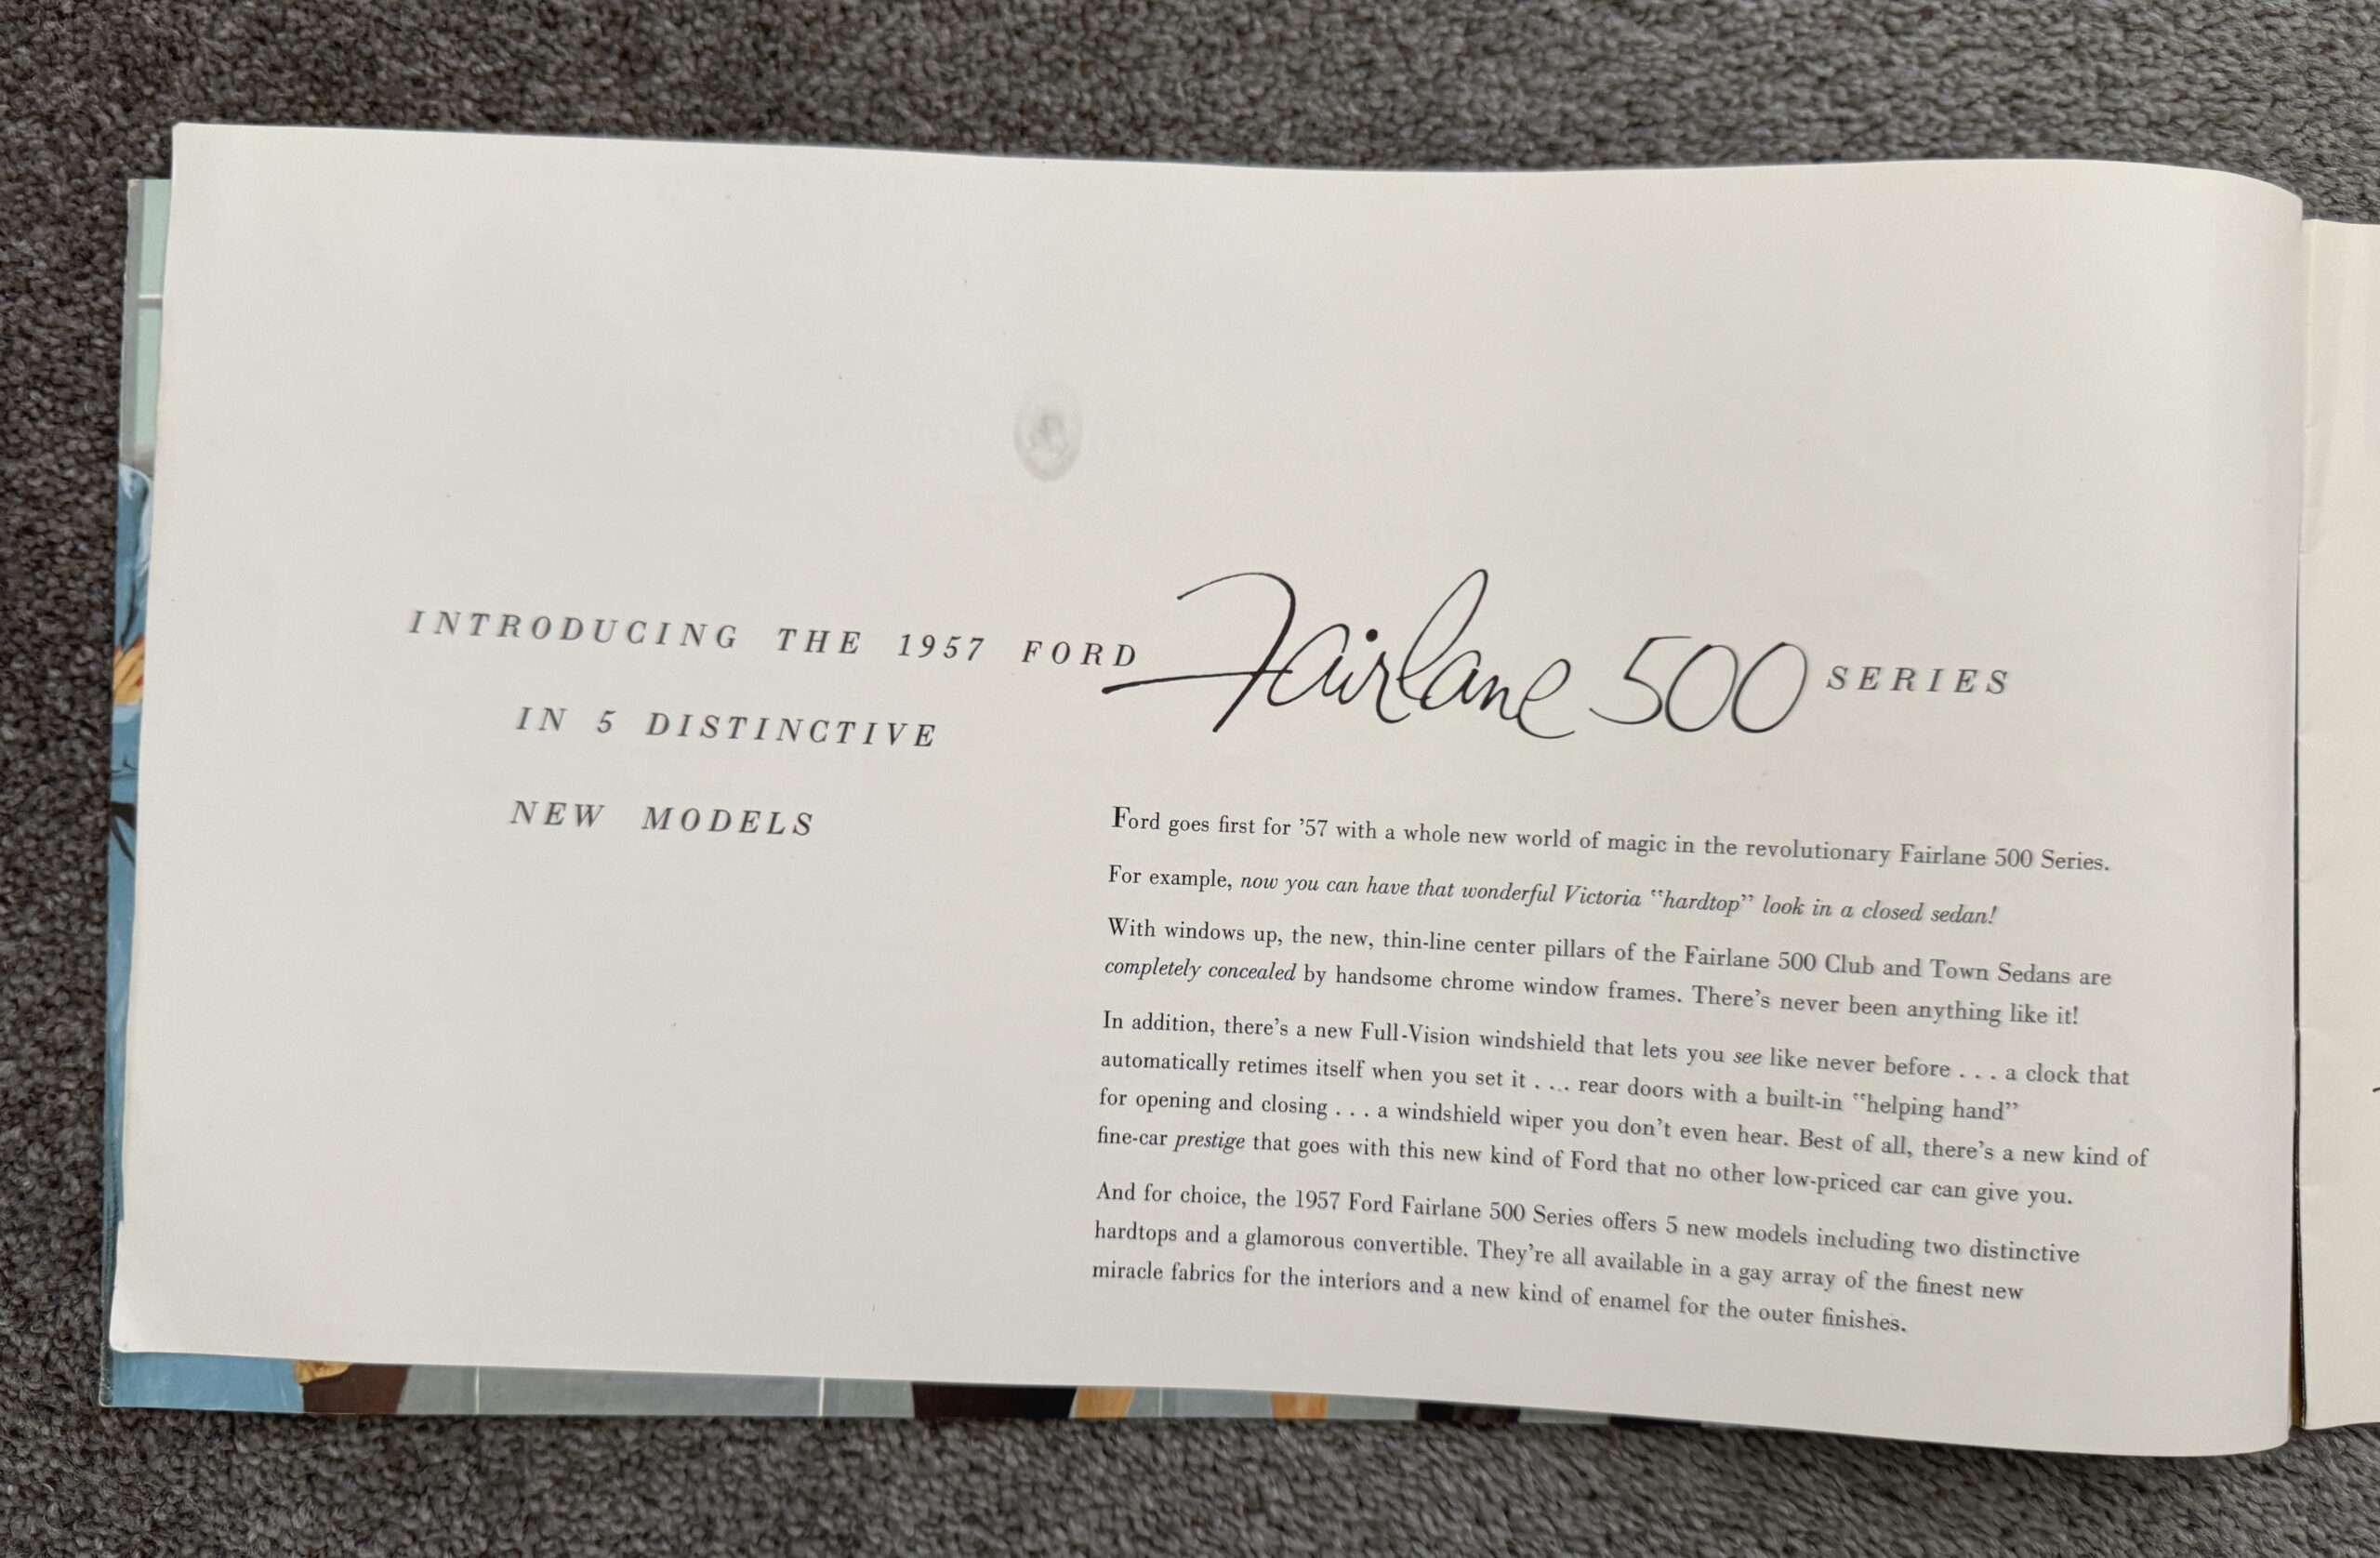 INTRODUCING THE 1957 FORD Fairlane 500 SERIES
IN 5 DISTINCTIVE
NEW MODELS
Ford goes first for ’57 with a whole new world of magic in the revolutionary Fairlane 500 Series.
For example, now you can have that wonderful Victoria “hardtop” look in a closed sedan!
With windows up, the new, thin-line center pillars of the Fairlane 500 Club and Town Sedans are
completely concealed by handsome chrome window frames. There’s never been anything like it!
In addition, there’s a new Full-Vision windshield that lets you see like never before . . . a clock that
automatically retimes itself when you set it . . . rear doors with a built-in “helping hand”
for opening and closing . . . a windshield wiper you don’t even hear. Best of all, there’s a new kind of
fine-car prestige that goes with this new kind of Ford that no other low-priced car can give you.
And for choice, the 1957 Ford Fairlane 500 Series offers 5 new models including two distinctive
hardtops and a glamorous convertible. They’re all available in a gay array of the finest new
miracle fabrics for the interiors and a new kind of enamel for the outer finishes.